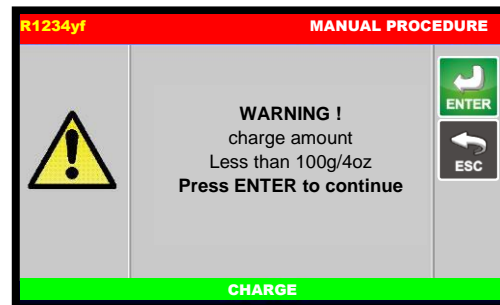 R1234yf MANUAL PROCEDURE
WARNING !
charge amount
Less than 100g/4oz
Press ENTER to continue
ENTER
ESC
CHARGE